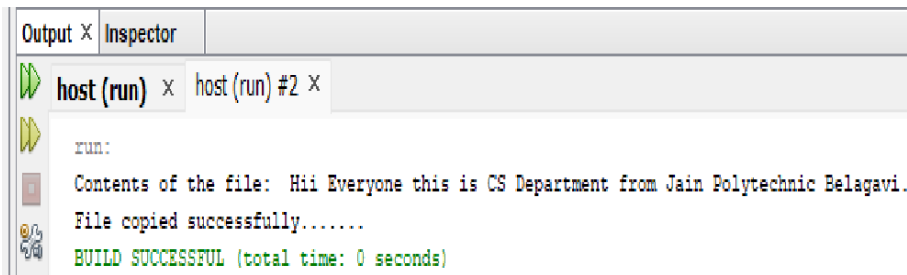 Output X Inspector
host (run) X host (run) #2 X
run:
Contents of the file:  Hii Everyone this is CS Department from Jain Polytechnic Belagavi.
File copied successfully.......
BUILD SUCCESSFUL (total time: 0 seconds)